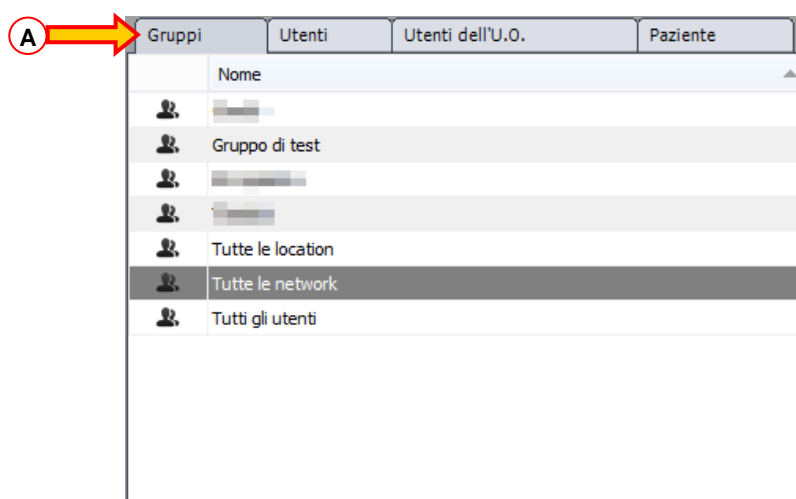 A
Gruppi Utenti Utenti dell'U.O. Paziente
Nome
Gruppo di test
Tutte le location
Tutte le network
Tutti gli utenti